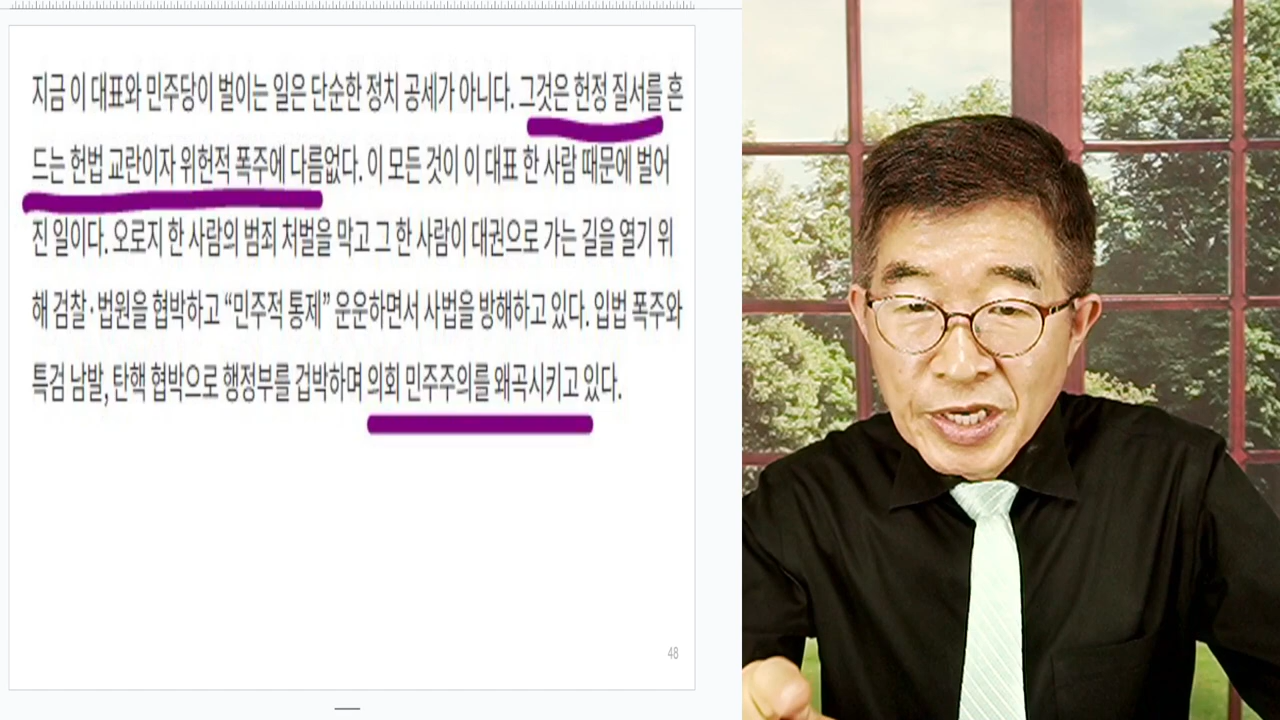 지금 이 대표와 민주당이 벌이는 일은 단순한 정치 공세가 아니다. 그것은 헌정 질서를 흔
드는 헌법 교란이자 위헌적 폭주에 다름없다. 이 모든 것이 이 대표 한 사람 때문에 벌어
진 일이다. 오로지 한 사람의 범죄 처벌을 막고 그 한 사람이 대권으로 가는 길을 열기 위
해 검찰·법원을 협박하고 “민주적 통제” 운운하면서 사법을 방해하고 있다. 입법 폭주와
특검 남발, 탄핵 협박으로 행정부를 겁박하며 의회 민주주의를 왜곡시키고 있다.
48